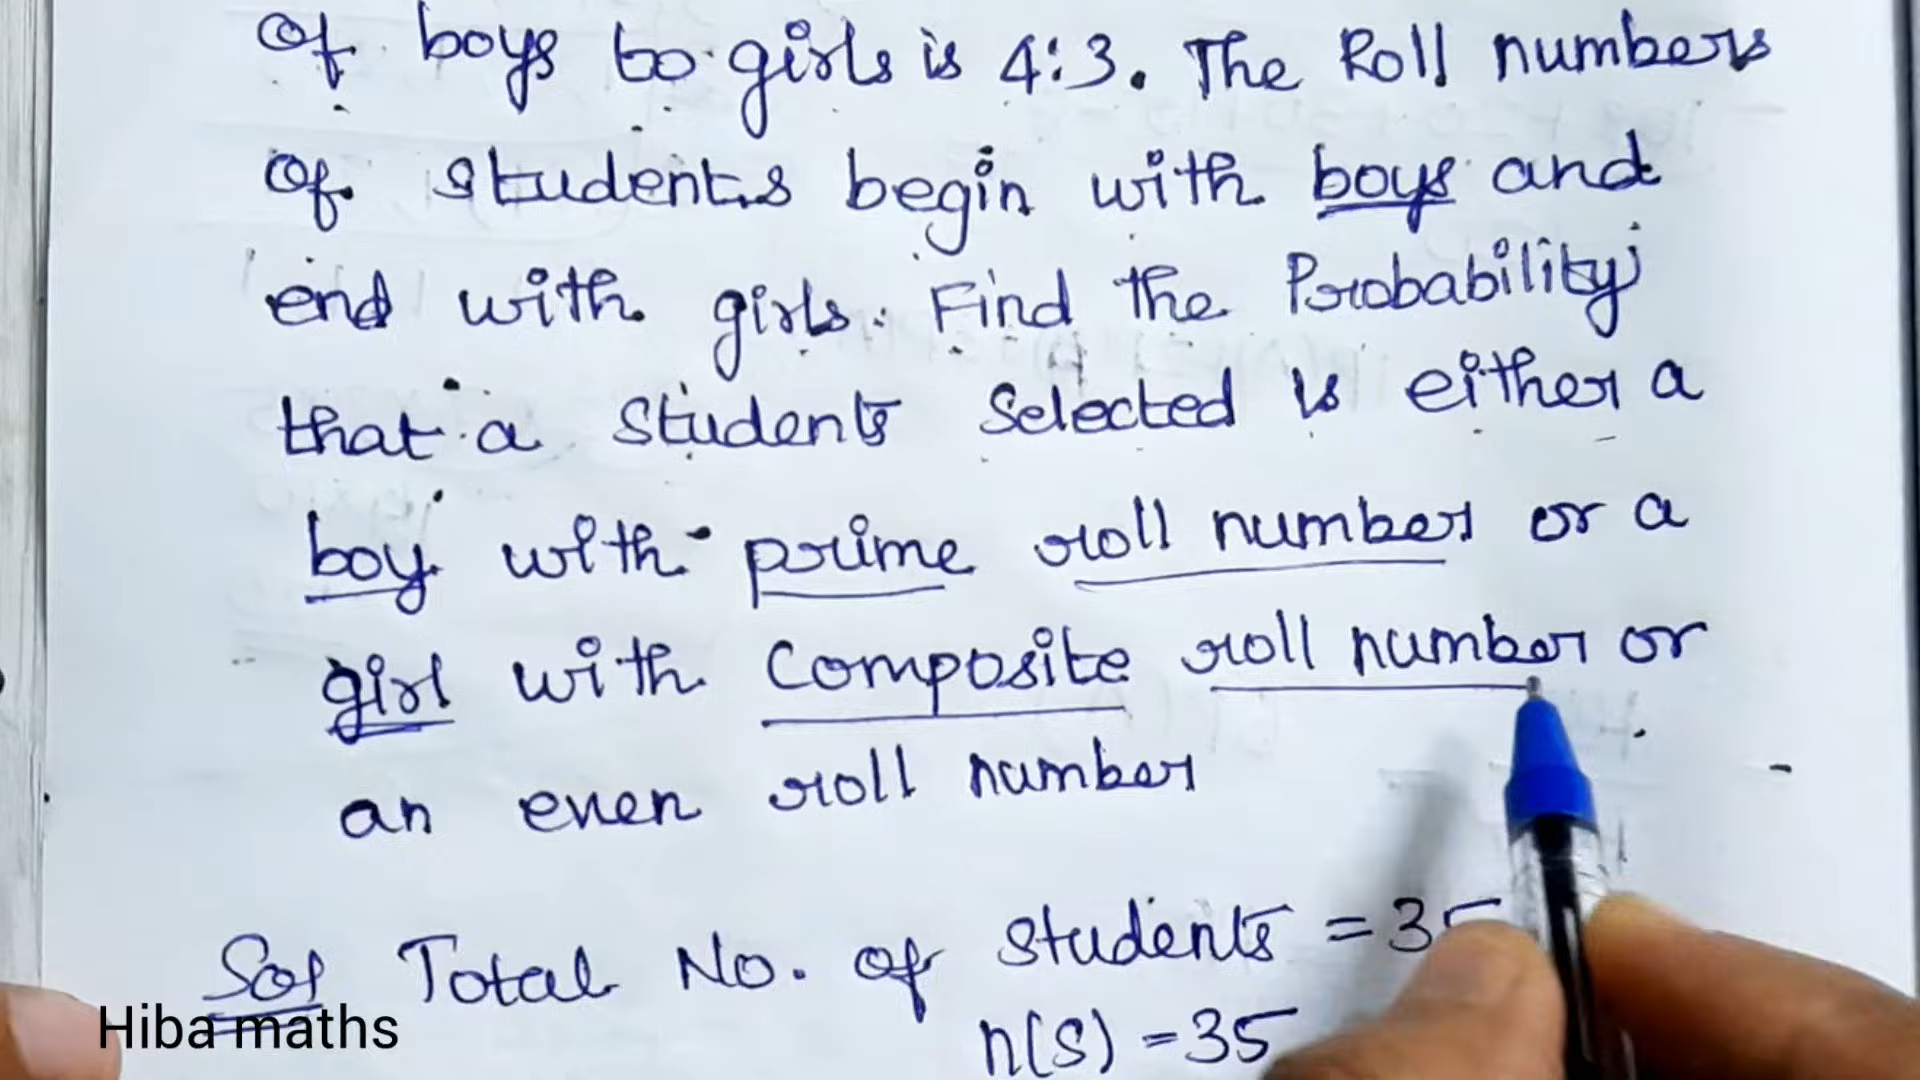 of boys to girls is 4:3. The Roll numbers
of students begin with boys and
end with girls. Find the Probability
that a students selected is either a
boy with prime roll number or a
girl with composite roll number or
an even roll number
Sol Total No. of students = 35
n(s) = 35
Hiba maths